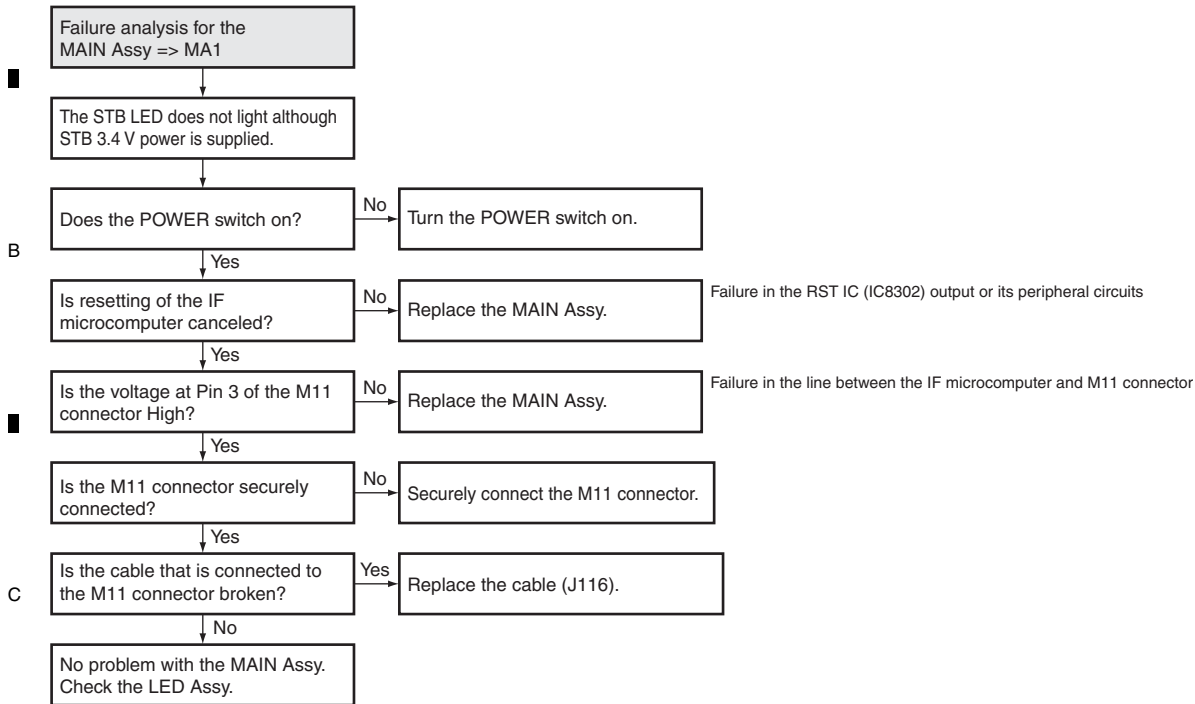 Failure analysis for the
MAIN Assy => MA1
The STB LED does not light although
STB 3.4 V power is supplied.
Does the POWER switch on?
No
Turn the POWER switch on.
B
Yes
Is resetting of the IF
microcomputer canceled?
No
Replace the MAIN Assy.
Failure in the RST IC (IC8302) output or its peripheral circuits
Yes
Is the voltage at Pin 3 of the M11
connector High?
No
Replace the MAIN Assy.
Failure in the line between the IF microcomputer and M11 connector
Yes
Is the M11 connector securely
connected?
No
Securely connect the M11 connector.
Yes
Is the cable that is connected to
the M11 connector broken?
Yes
Replace the cable (J116).
C
No
No problem with the MAIN Assy.
Check the LED Assy.